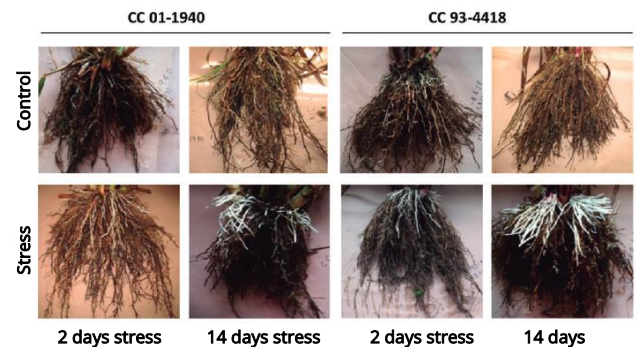 CC 01-1940 CC 93-4418
Control
Stress
2 days stress 14 days stress 2 days stress 14 days